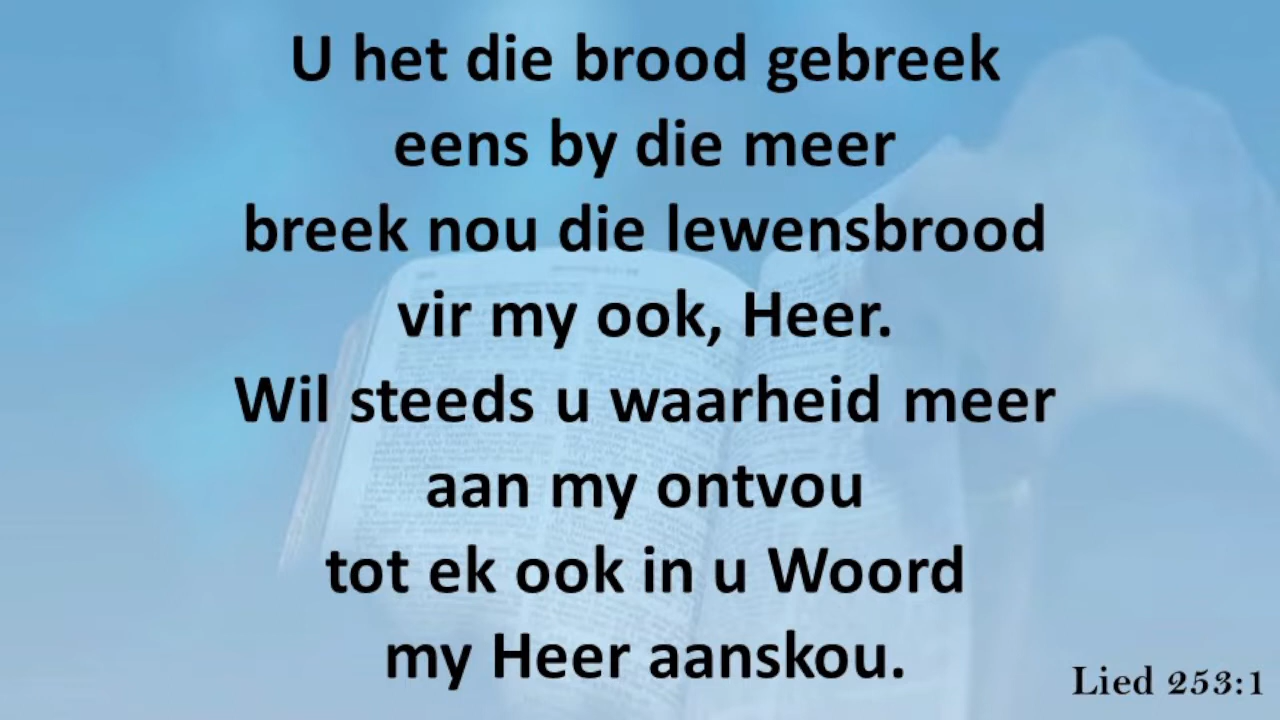 U het die brood gebreek
eens by die meer
breek nou die lewensbrood
vir my ook, Heer.
Wil steeds u waarheid meer
aan my ontvou
tot ek ook in u Woord
my Heer aanskou.
Lied 253:1